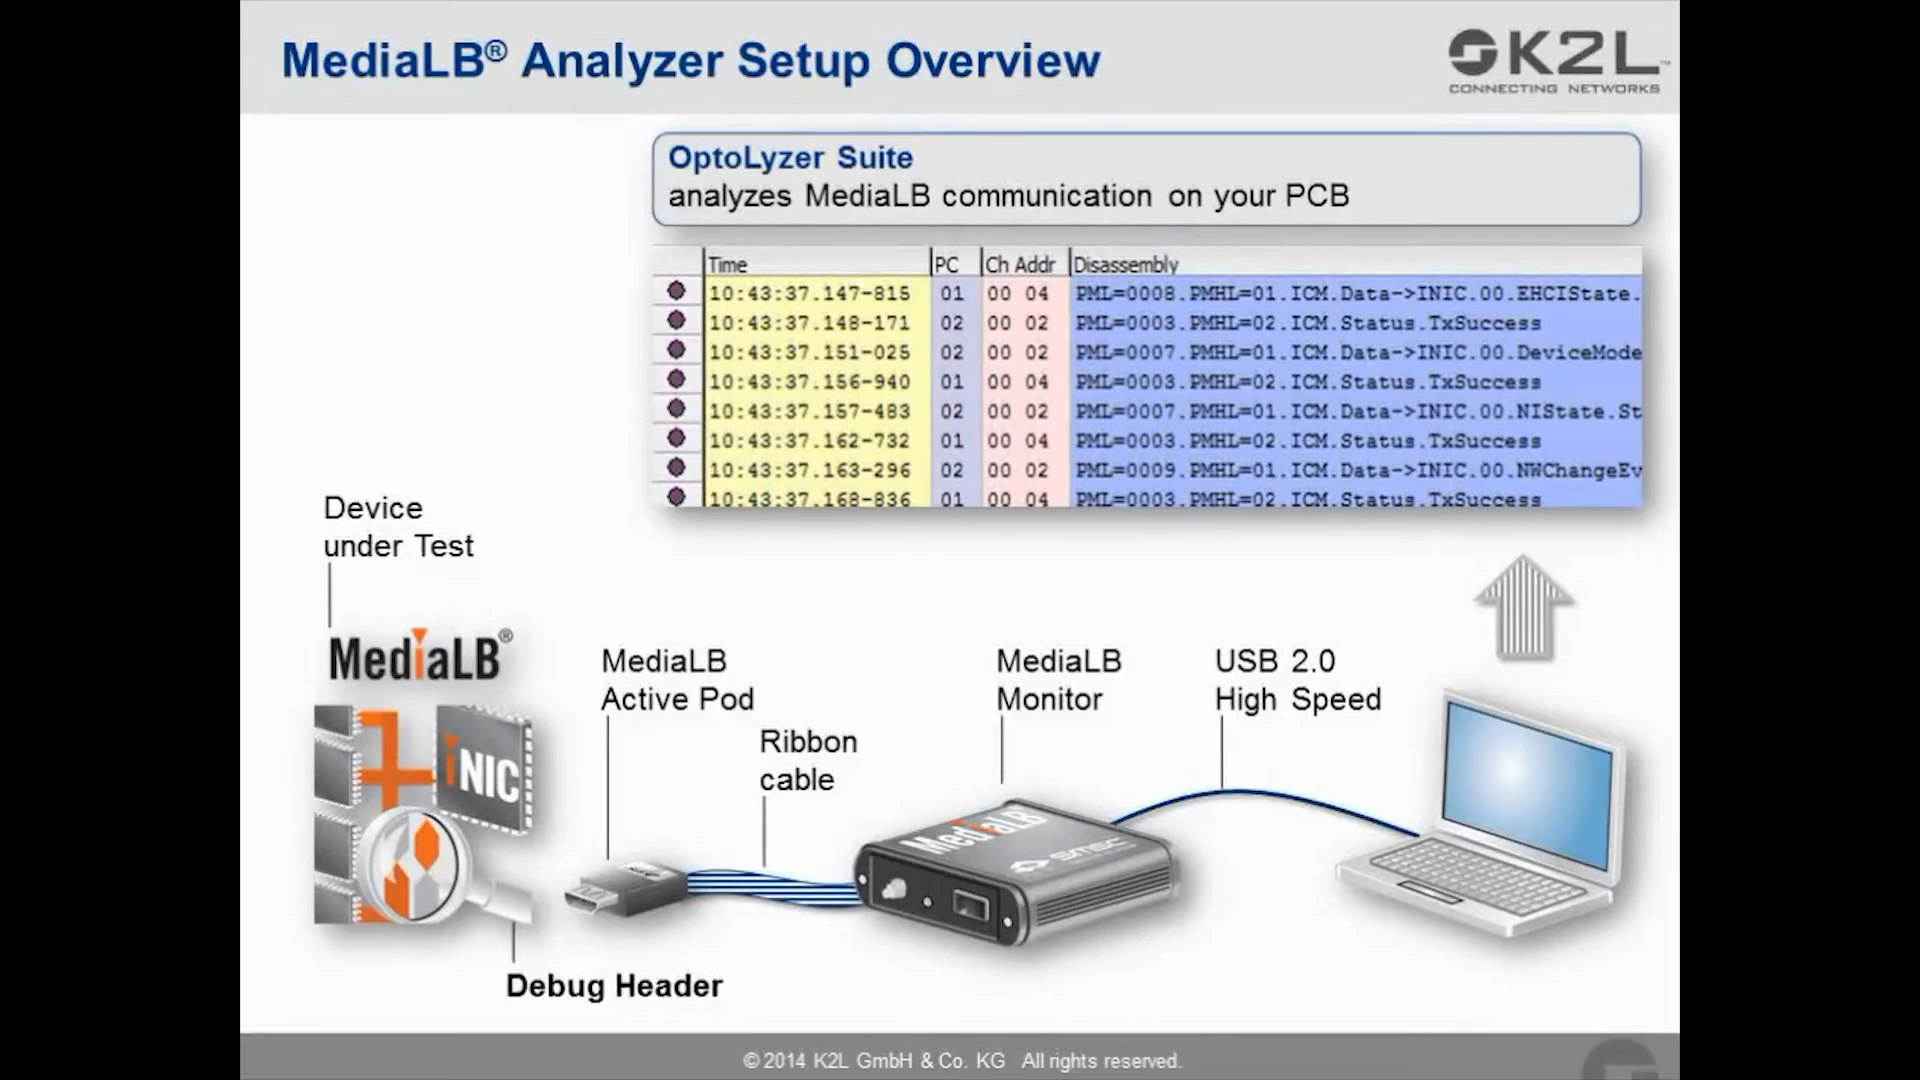 MediaLB® Analyzer Setup Overview
K2L™
CONNECTING NETWORKS
OptoLyzer Suite
analyzes MediaLB communication on your PCB
Time PC Ch Addr Disassembly
10:43:37.147-815 01 00 04 PML=0008.PMHL=01.ICM.Data->INIC.00.EHCIState.
10:43:37.148-171 02 00 02 PML=0003.PMHL=02.ICM.Status.TxSuccess
10:43:37.151-025 02 00 02 PML=0007.PMHL=01.ICM.Data->INIC.00.DeviceMode
10:43:37.156-940 01 00 04 PML=0003.PMHL=02.ICM.Status.TxSuccess
10:43:37.157-483 02 00 02 PML=0007.PMHL=01.ICM.Data->INIC.00.NIState.St
10:43:37.162-732 01 00 04 PML=0003.PMHL=02.ICM.Status.TxSuccess
10:43:37.163-296 02 00 02 PML=0009.PMHL=01.ICM.Data->INIC.00.NWChangeEv
10:43:37.168-836 01 00 04 PML=0003.PMHL=02.ICM.Status.TxSuccess
Device
under Test
MediaLB®
iNIC
MediaLB
Active Pod
Ribbon
cable
MediaLB
Monitor
USB 2.0
High Speed
MediaLB
SMSC
Debug Header
© 2014 K2L GmbH & Co. KG All rights reserved.